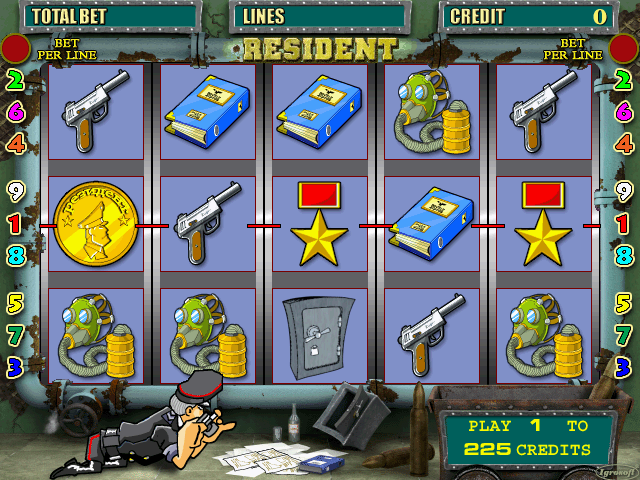 TOTAL BET
LINES
CREDIT 0
RESIDENT
BET PER LINE
BET PER LINE
2
6
4
9
1
8
5
7
3
2
6
4
9
1
8
5
7
3
PLAY 1 TO
225 CREDITS
Igrosoft